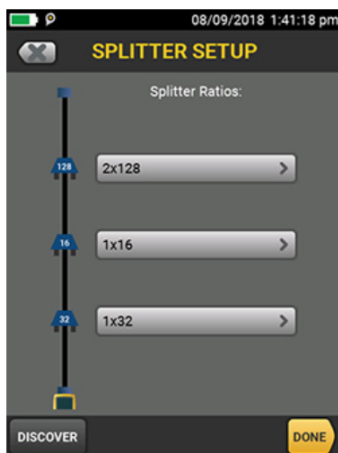 08/09/2018 1:41:18 pm
SPLITTER SETUP
Splitter Ratios:
128
2x128
16
1x16
32
1x32
DISCOVER
DONE